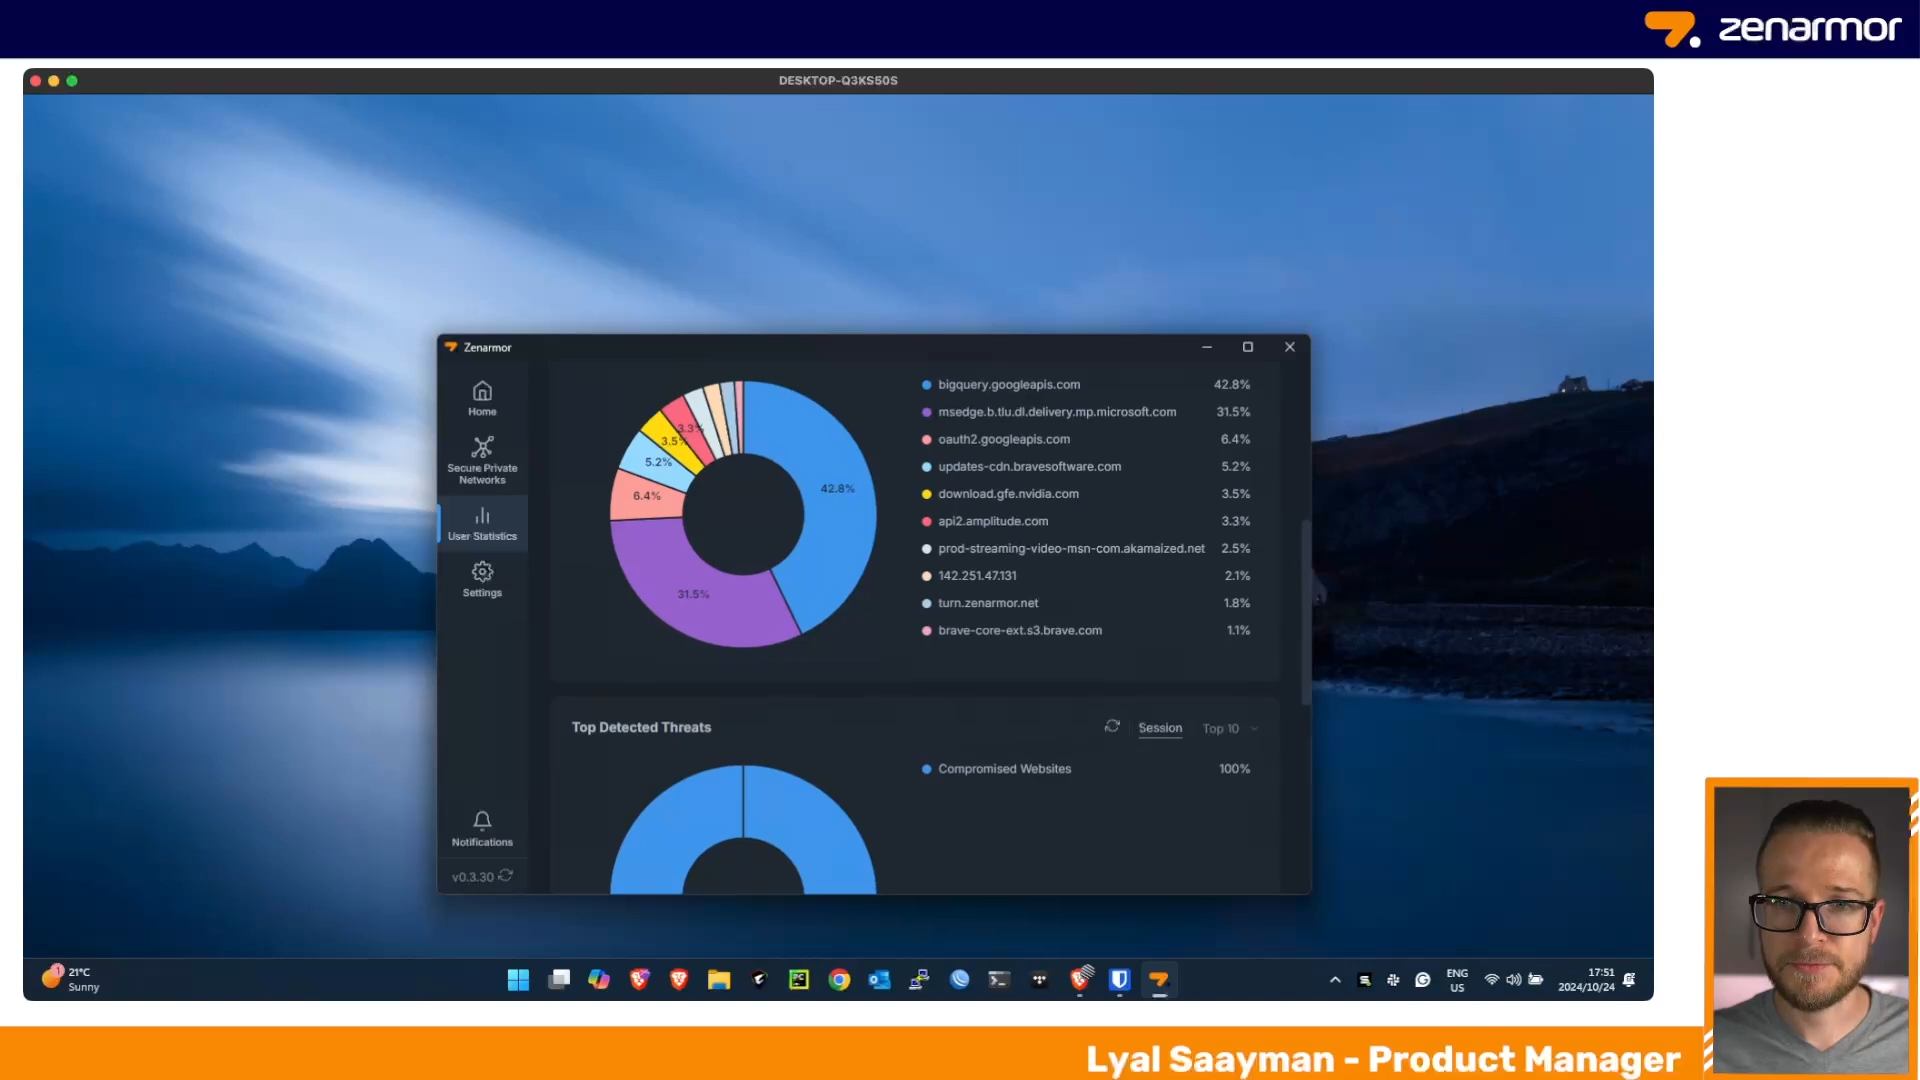 zenarmor
DESKTOP-Q3KS50S
Zenarmor
Home
Secure Private
Networks
User Statistics
Settings
Notifications
v0.3.30
42.8%
31.5%
6.4%
5.2%
3.5%
3.3%
bigquery.googleapis.com 42.8%
msedge.b.tlu.dl.delivery.mp.microsoft.com 31.5%
oauth2.googleapis.com 6.4%
updates-cdn.bravesoftware.com 5.2%
download.gfe.nvidia.com 3.5%
api2.amplitude.com 3.3%
prod-streaming-video-msn-com.akamaized.net 2.5%
142.251.47.131 2.1%
turn.zenarmor.net 1.8%
brave-core-ext.s3.brave.com 1.1%
Top Detected Threats Session Top 10
Compromised Websites 100%
1
21°C
Sunny
PC
ENG
US
17:51
2024/10/24
Lyal Saayman - Product Manager